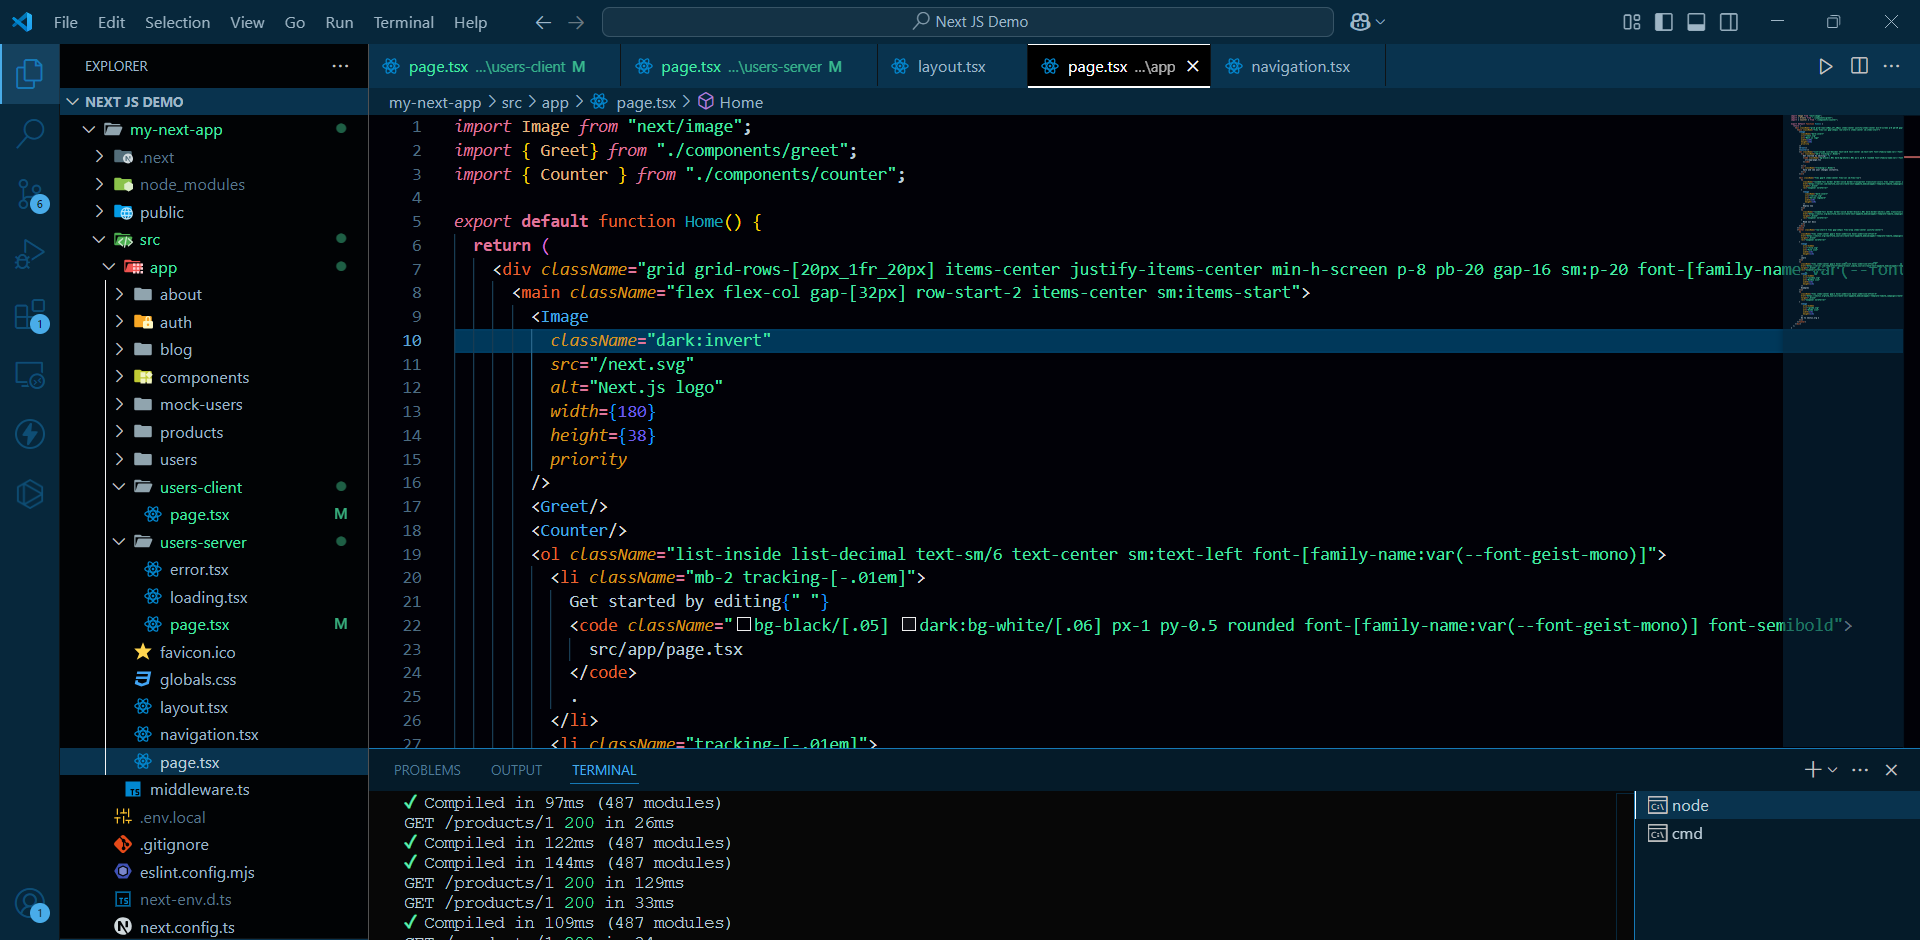 File Edit Selection View Go Run Terminal Help
Next JS Demo
EXPLORER
NEXT JS DEMO
my-next-app
.next
node_modules
public
src
app
about
auth
blog
components
mock-users
products
users
users-client
page.tsx M
users-server
error.tsx
loading.tsx
page.tsx M
favicon.ico
globals.css
layout.tsx
navigation.tsx
page.tsx
middleware.ts
.env.local
.gitignore
eslint.config.mjs
next-env.d.ts
next.config.ts
6
1
1
page.tsx ...\users-client M
page.tsx ...\users-server M
layout.tsx
page.tsx ...\app
navigation.tsx
my-next-app > src > app > page.tsx > Home
1 import Image from "next/image";
2 import { Greet} from "./components/greet";
3 import { Counter } from "./components/counter";
4
5 export default function Home() {
6 return (
7 <div className="grid grid-rows-[20px_1fr_20px] items-center justify-items-center min-h-screen p-8 pb-20 gap-16 sm:p-20 font-[family-name:var(--font
8 <main className="flex flex-col gap-[32px] row-start-2 items-center sm:items-start">
9 <Image
10 className="dark:invert"
11 src="/next.svg"
12 alt="Next.js logo"
13 width={180}
14 height={38}
15 priority
16 />
17 <Greet/>
18 <Counter/>
19 <ol className="list-inside list-decimal text-sm/6 text-center sm:text-left font-[family-name:var(--font-geist-mono)]">
20 <li className="mb-2 tracking-[-.01em]">
21 Get started by editing{" "}
22 <code className="bg-black/[.05] dark:bg-white/[.06] px-1 py-0.5 rounded font-[family-name:var(--font-geist-mono)] font-semibold">
23 src/app/page.tsx
24 </code>
25 .
26 </li>
27 <li className="tracking-[-.01em]">
PROBLEMS OUTPUT TERMINAL
✓ Compiled in 97ms (487 modules)
GET /products/1 200 in 26ms
✓ Compiled in 122ms (487 modules)
✓ Compiled in 144ms (487 modules)
GET /products/1 200 in 129ms
GET /products/1 200 in 33ms
✓ Compiled in 109ms (487 modules)
node
cmd